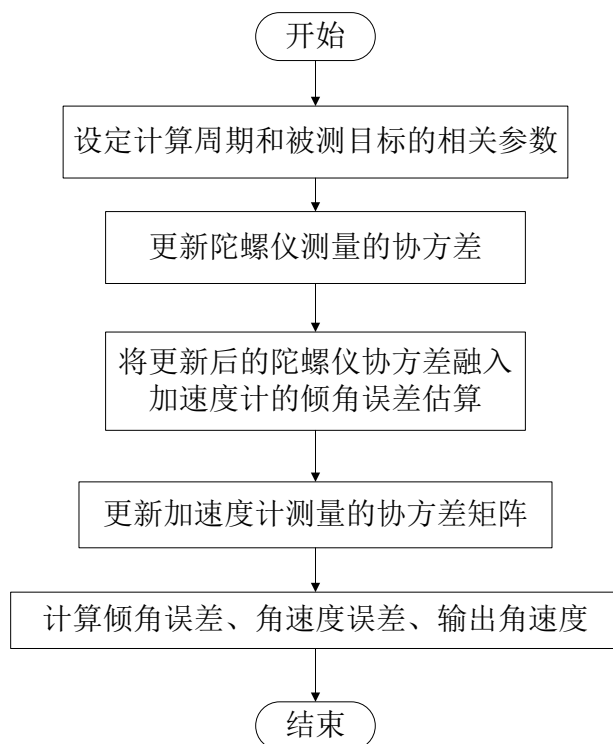 开始
设定计算周期和被测目标的相关参数
更新陀螺仪测量的协方差
将更新后的陀螺仪协方差融入
加速度计的倾角误差估算
更新加速度计测量的协方差矩阵
计算倾角误差、角速度误差、输出角速度
结束